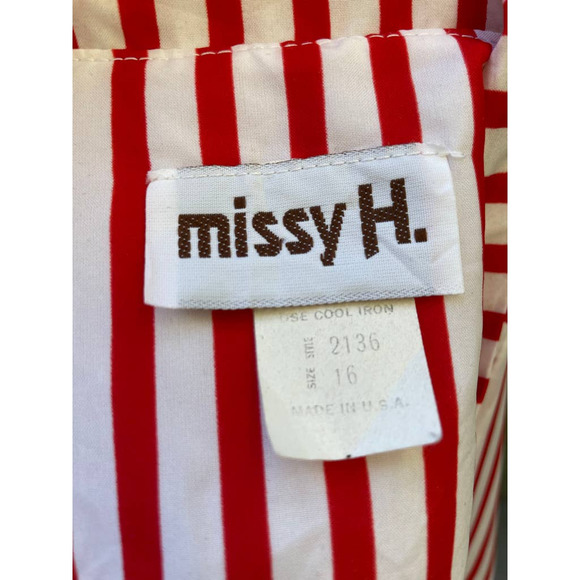 missy H.
USE COOL IRON
STYLE 2136
SIZE 16
MADE IN U.S.A.